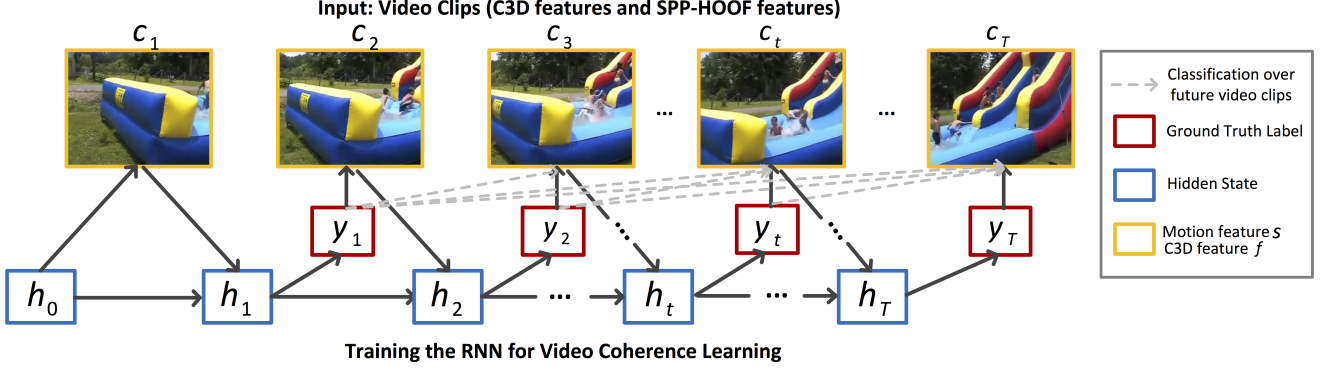 Input: Video Clips (C3D features and SPP-HOOF features)
c1 c2 c3 ct cT
... ...
Classification over
future video clips
Ground Truth Label
Hidden State
Motion feature s
C3D feature f
y1 y2 yt yT
h0 h1 h2 ... ht ... hT
Training the RNN for Video Coherence Learning